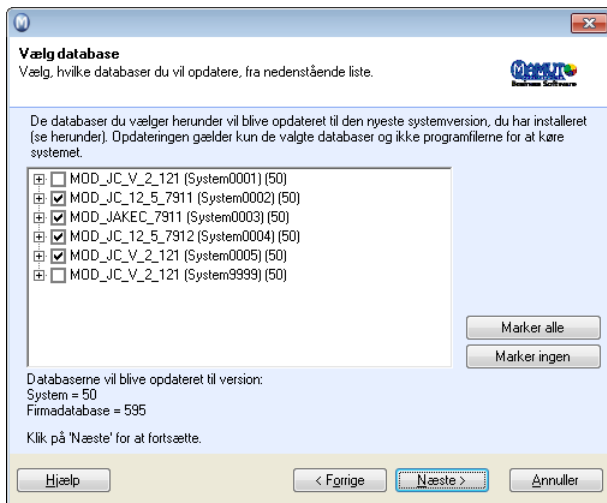 Vælg database
Vælg, hvilke databaser du vil opdatere, fra nedenstående liste.
Mamut
Business Software
De databaser du vælger herunder vil blive opdateret til den nyeste systemversion, du har installeret
(se herunder). Opdateringen gælder kun de valgte databaser og ikke programfilerne for at køre
systemet.
MOD_JC_V_2_121 (System0001) (50)
MOD_JC_12_5_7911 (System0002) (50)
MOD_JAKEC_7911 (System0003) (50)
MOD_JC_12_5_7912 (System0004) (50)
MOD_JC_V_2_121 (System0005) (50)
MOD_JC_V_2_121 (System9999) (50)
Marker alle
Marker ingen
Databaserne vil blive opdateret til version:
System = 50
Firmadatabase = 595
Klik på 'Næste' for at fortsætte.
Hjælp
< Forrige
Næste >
Annuller